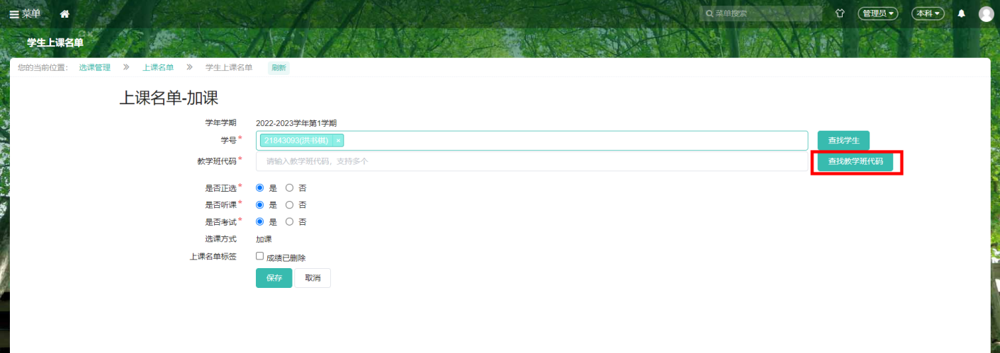 菜单
菜单搜索
管理员
本科
学生上课名单
您的当前位置： 选课管理 » 上课名单 » 学生上课名单 刷新
上课名单-加课
学年学期 2022-2023学年第1学期
学号* 21843093(洪书棋) × 查找学生
教学班代码* 请输入教学班代码，支持多个 查找教学班代码
是否正选* 是 否
是否听课* 是 否
是否考试* 是 否
选课方式 加课
上课名单标签 成绩已删除
保存 取消